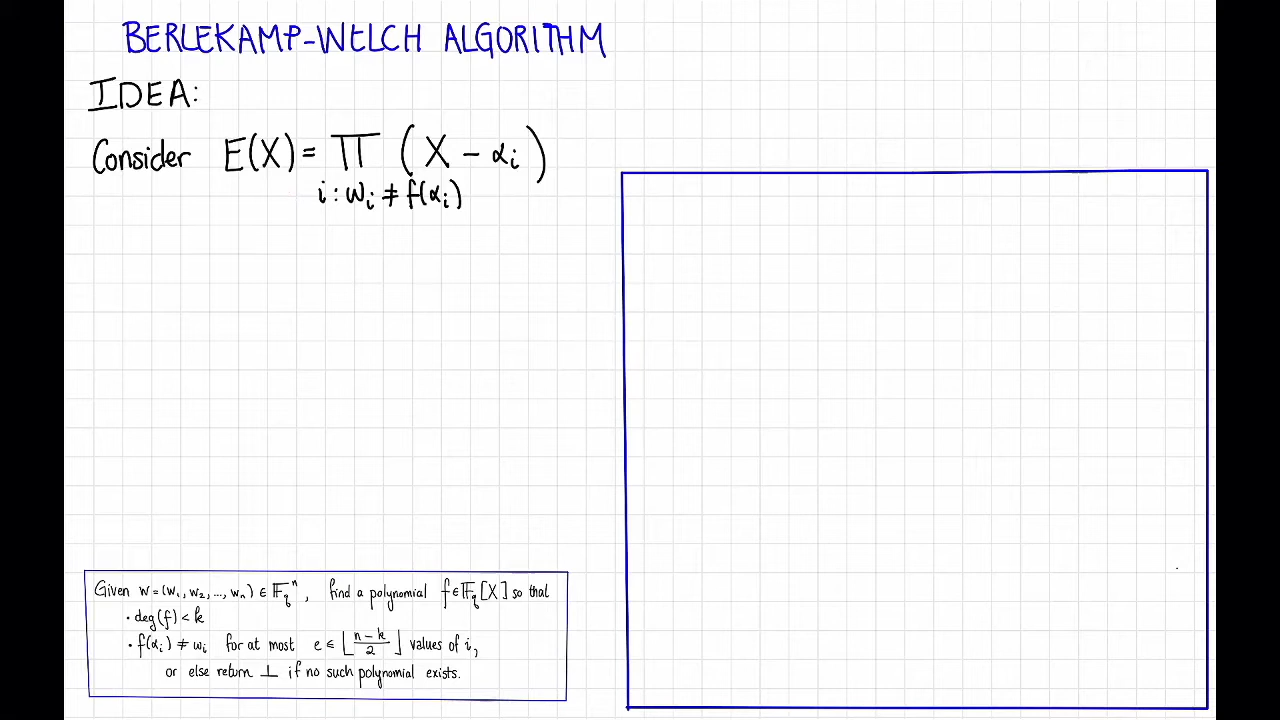 BERLEKAMP-WELCH ALGORITHM
IDEA:
Consider E(X) = ∏ (X - αᵢ)
i : wᵢ ≠ f(αᵢ)
Given w = (w₁, w₂, ..., wₙ) ∈ 𝔽_q^n, find a polynomial f ∈ 𝔽_q[X] so that
• deg(f) < k
• f(αᵢ) ≠ wᵢ for at most e ≤ ⌊(n-k)/2⌋ values of i,
or else return ⊥ if no such polynomial exists.